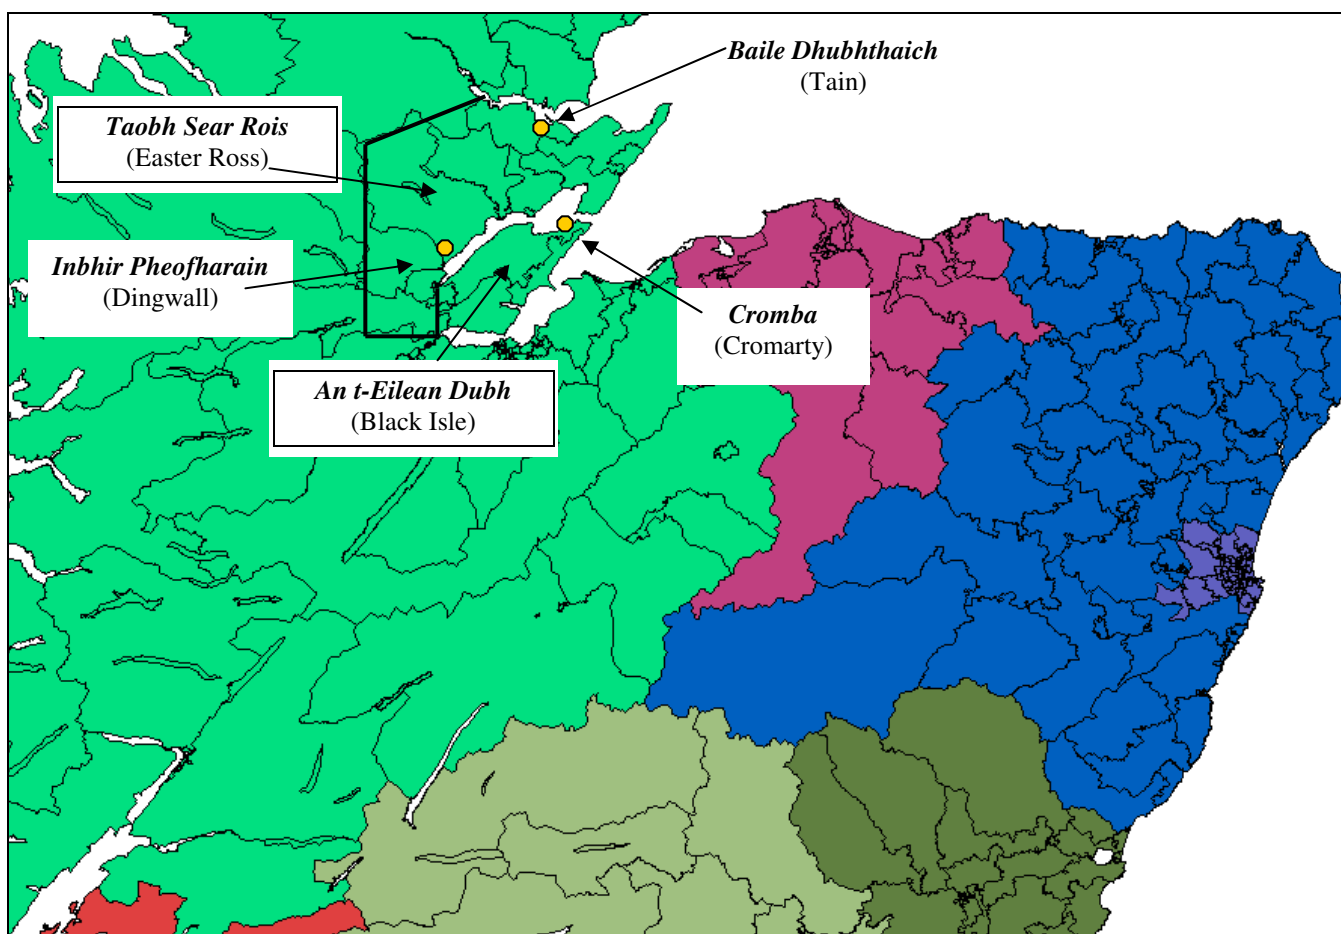 Baile Dhubhthaich
(Tain)
Taobh Sear Rois
(Easter Ross)
Inbhir Pheofharain
(Dingwall)
Cromba
(Cromarty)
An t-Eilean Dubh
(Black Isle)